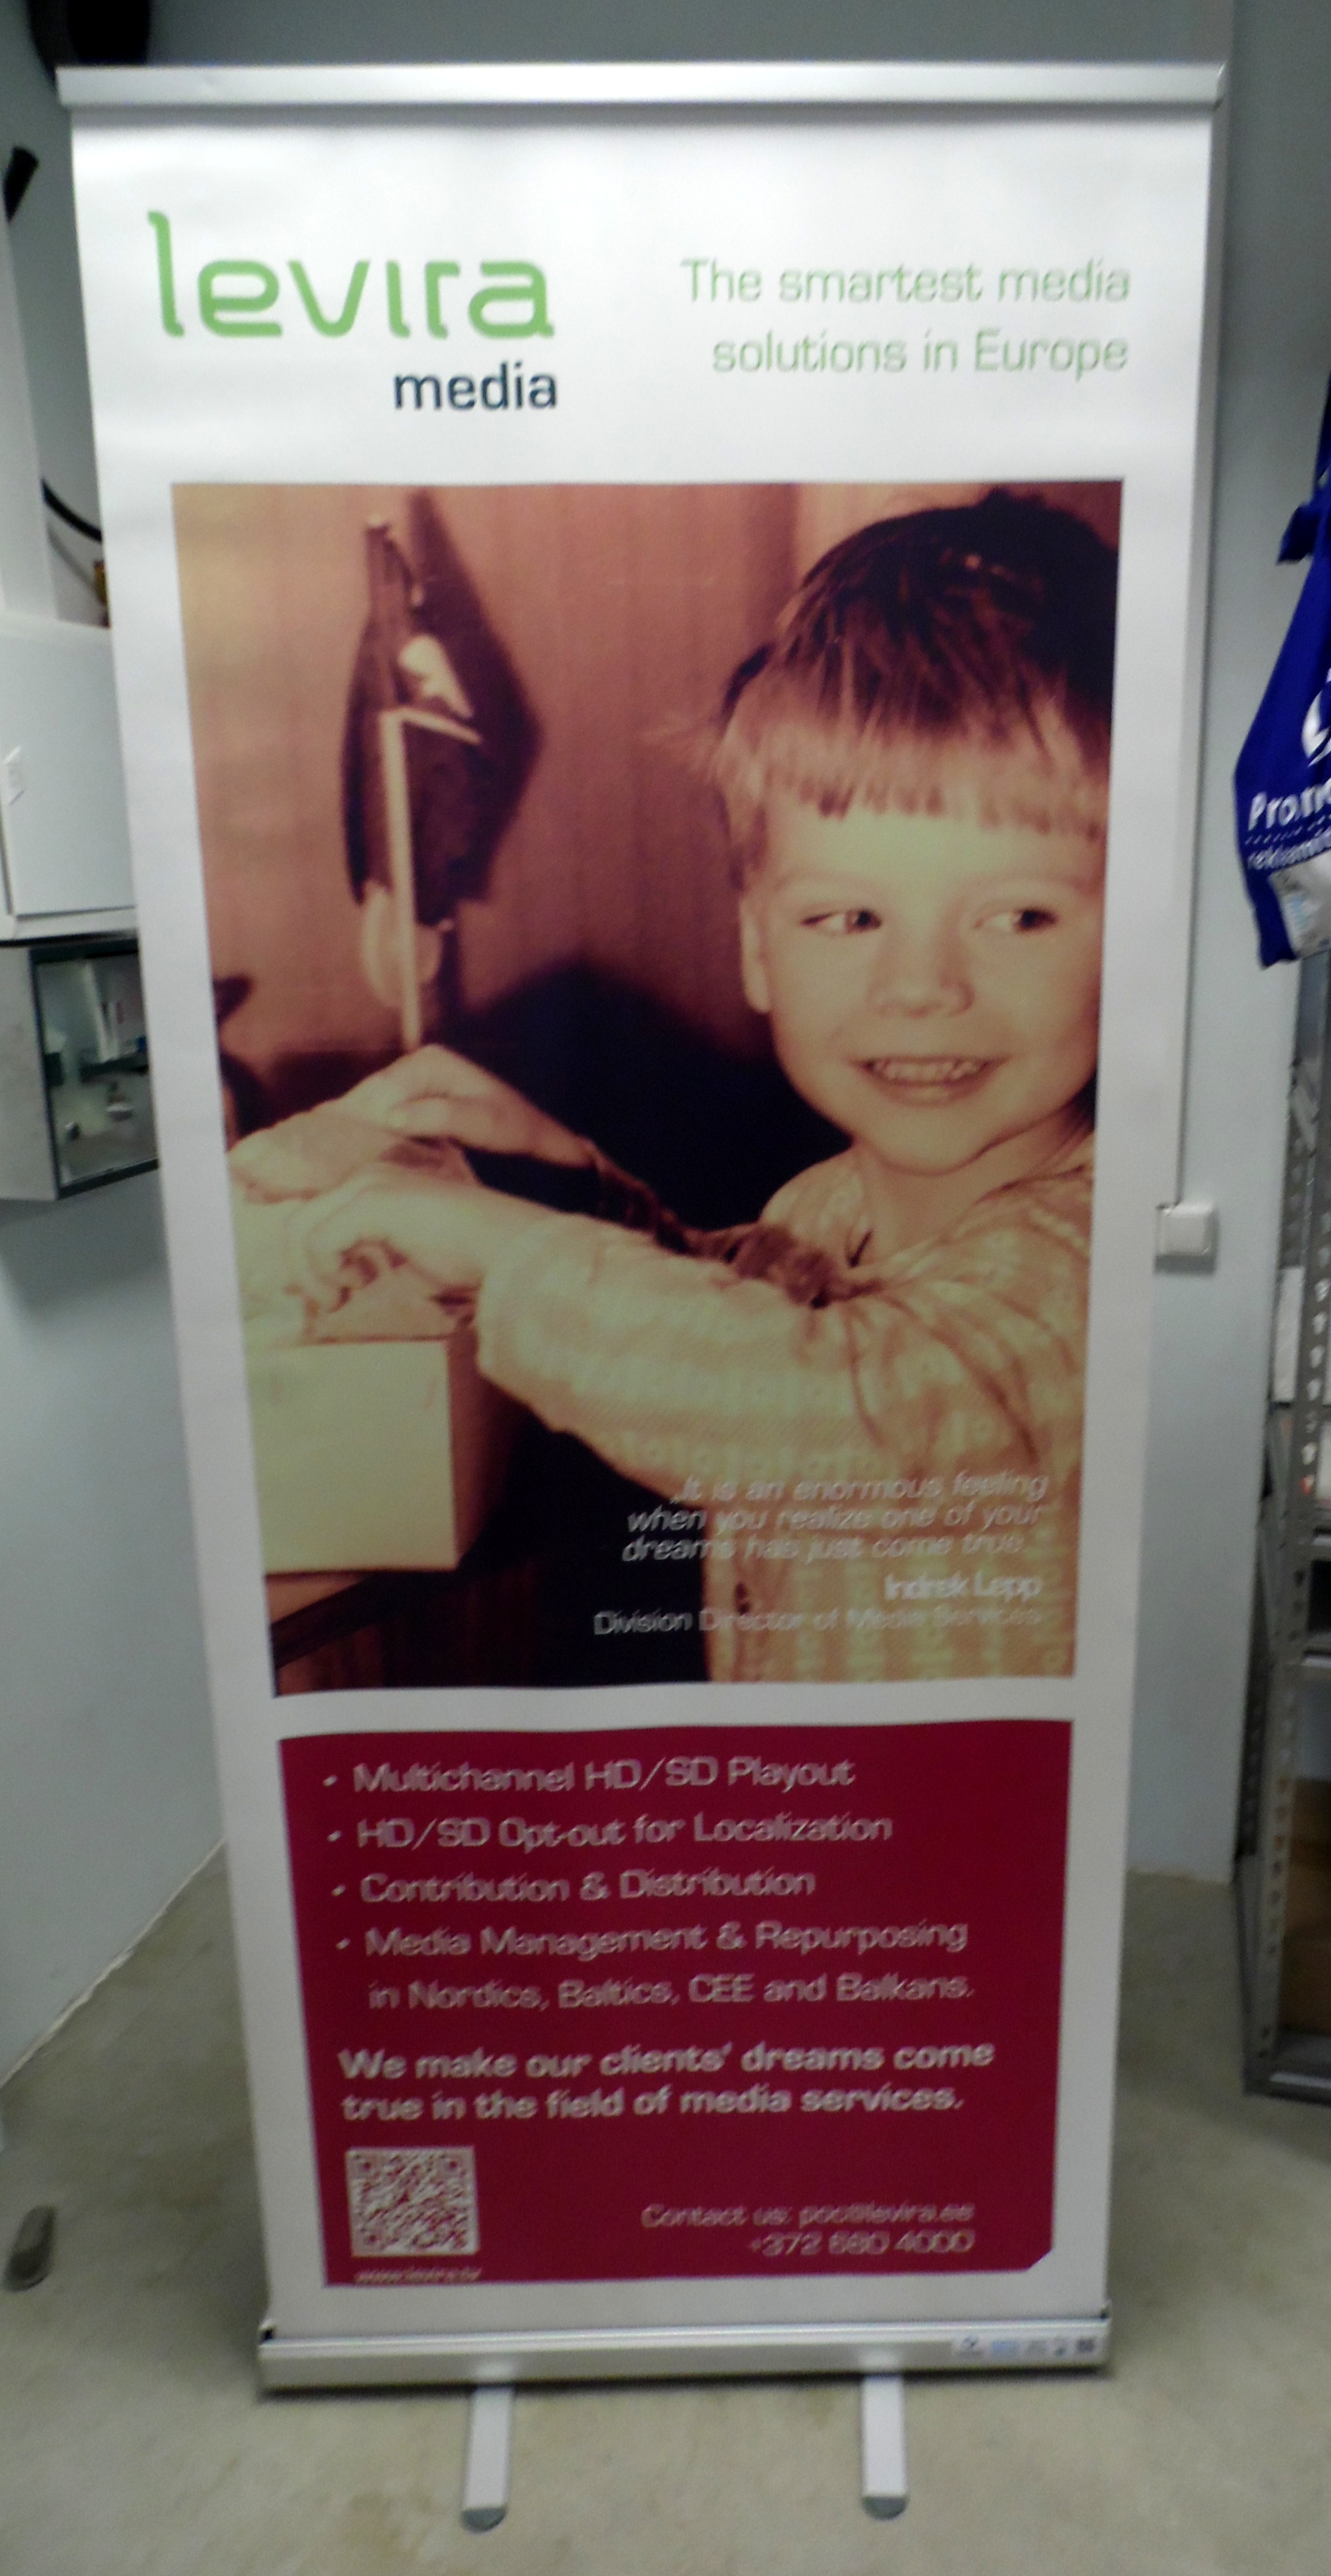 levira
media
The smartest media
solutions in Europe
„It is an enormous feeling
when you realize one of your
dreams has just come true."
Indrek Lepp
Division Director of Media Services
• Multichannel HD/SD Playout
• HD/SD Opt-out for Localization
• Contribution & Distribution
• Media Management & Repurposing
in Nordics, Baltics, CEE and Balkans.
We make our clients' dreams come
true in the field of media services.
Contact us:
+372 680 4000